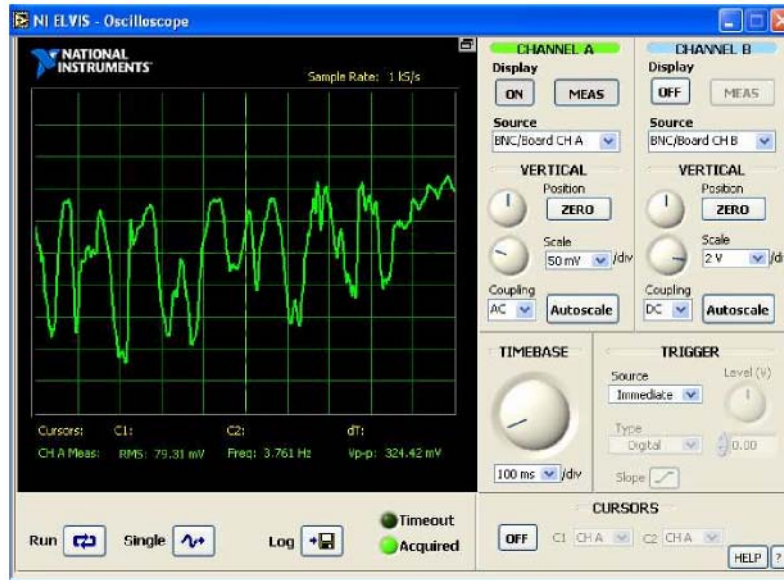 NI ELVIS - Oscilloscope
NATIONAL
INSTRUMENTS
Sample Rate: 1 kS/s
Cursors: C1: C2: dT:
CH A Meas: RMS: 79.31 mV Freq: 3.761 Hz Vp-p: 324.42 mV
Run Single Log
Timeout
Acquired
CHANNEL A
Display
ON MEAS
Source
BNC/Board CH A
VERTICAL
Position
ZERO
Scale
50 mV /div
Coupling
AC Autoscale
CHANNEL B
Display
OFF MEAS
Source
BNC/Board CH B
VERTICAL
Position
ZERO
Scale
2 V /di
Coupling
DC Autoscale
TIMEBASE
100 ms /div
TRIGGER
Source
Immediate
Level (V)
Type
Digital
0.00
Slope
CURSORS
OFF C1 CH A C2 CH A
HELP ?